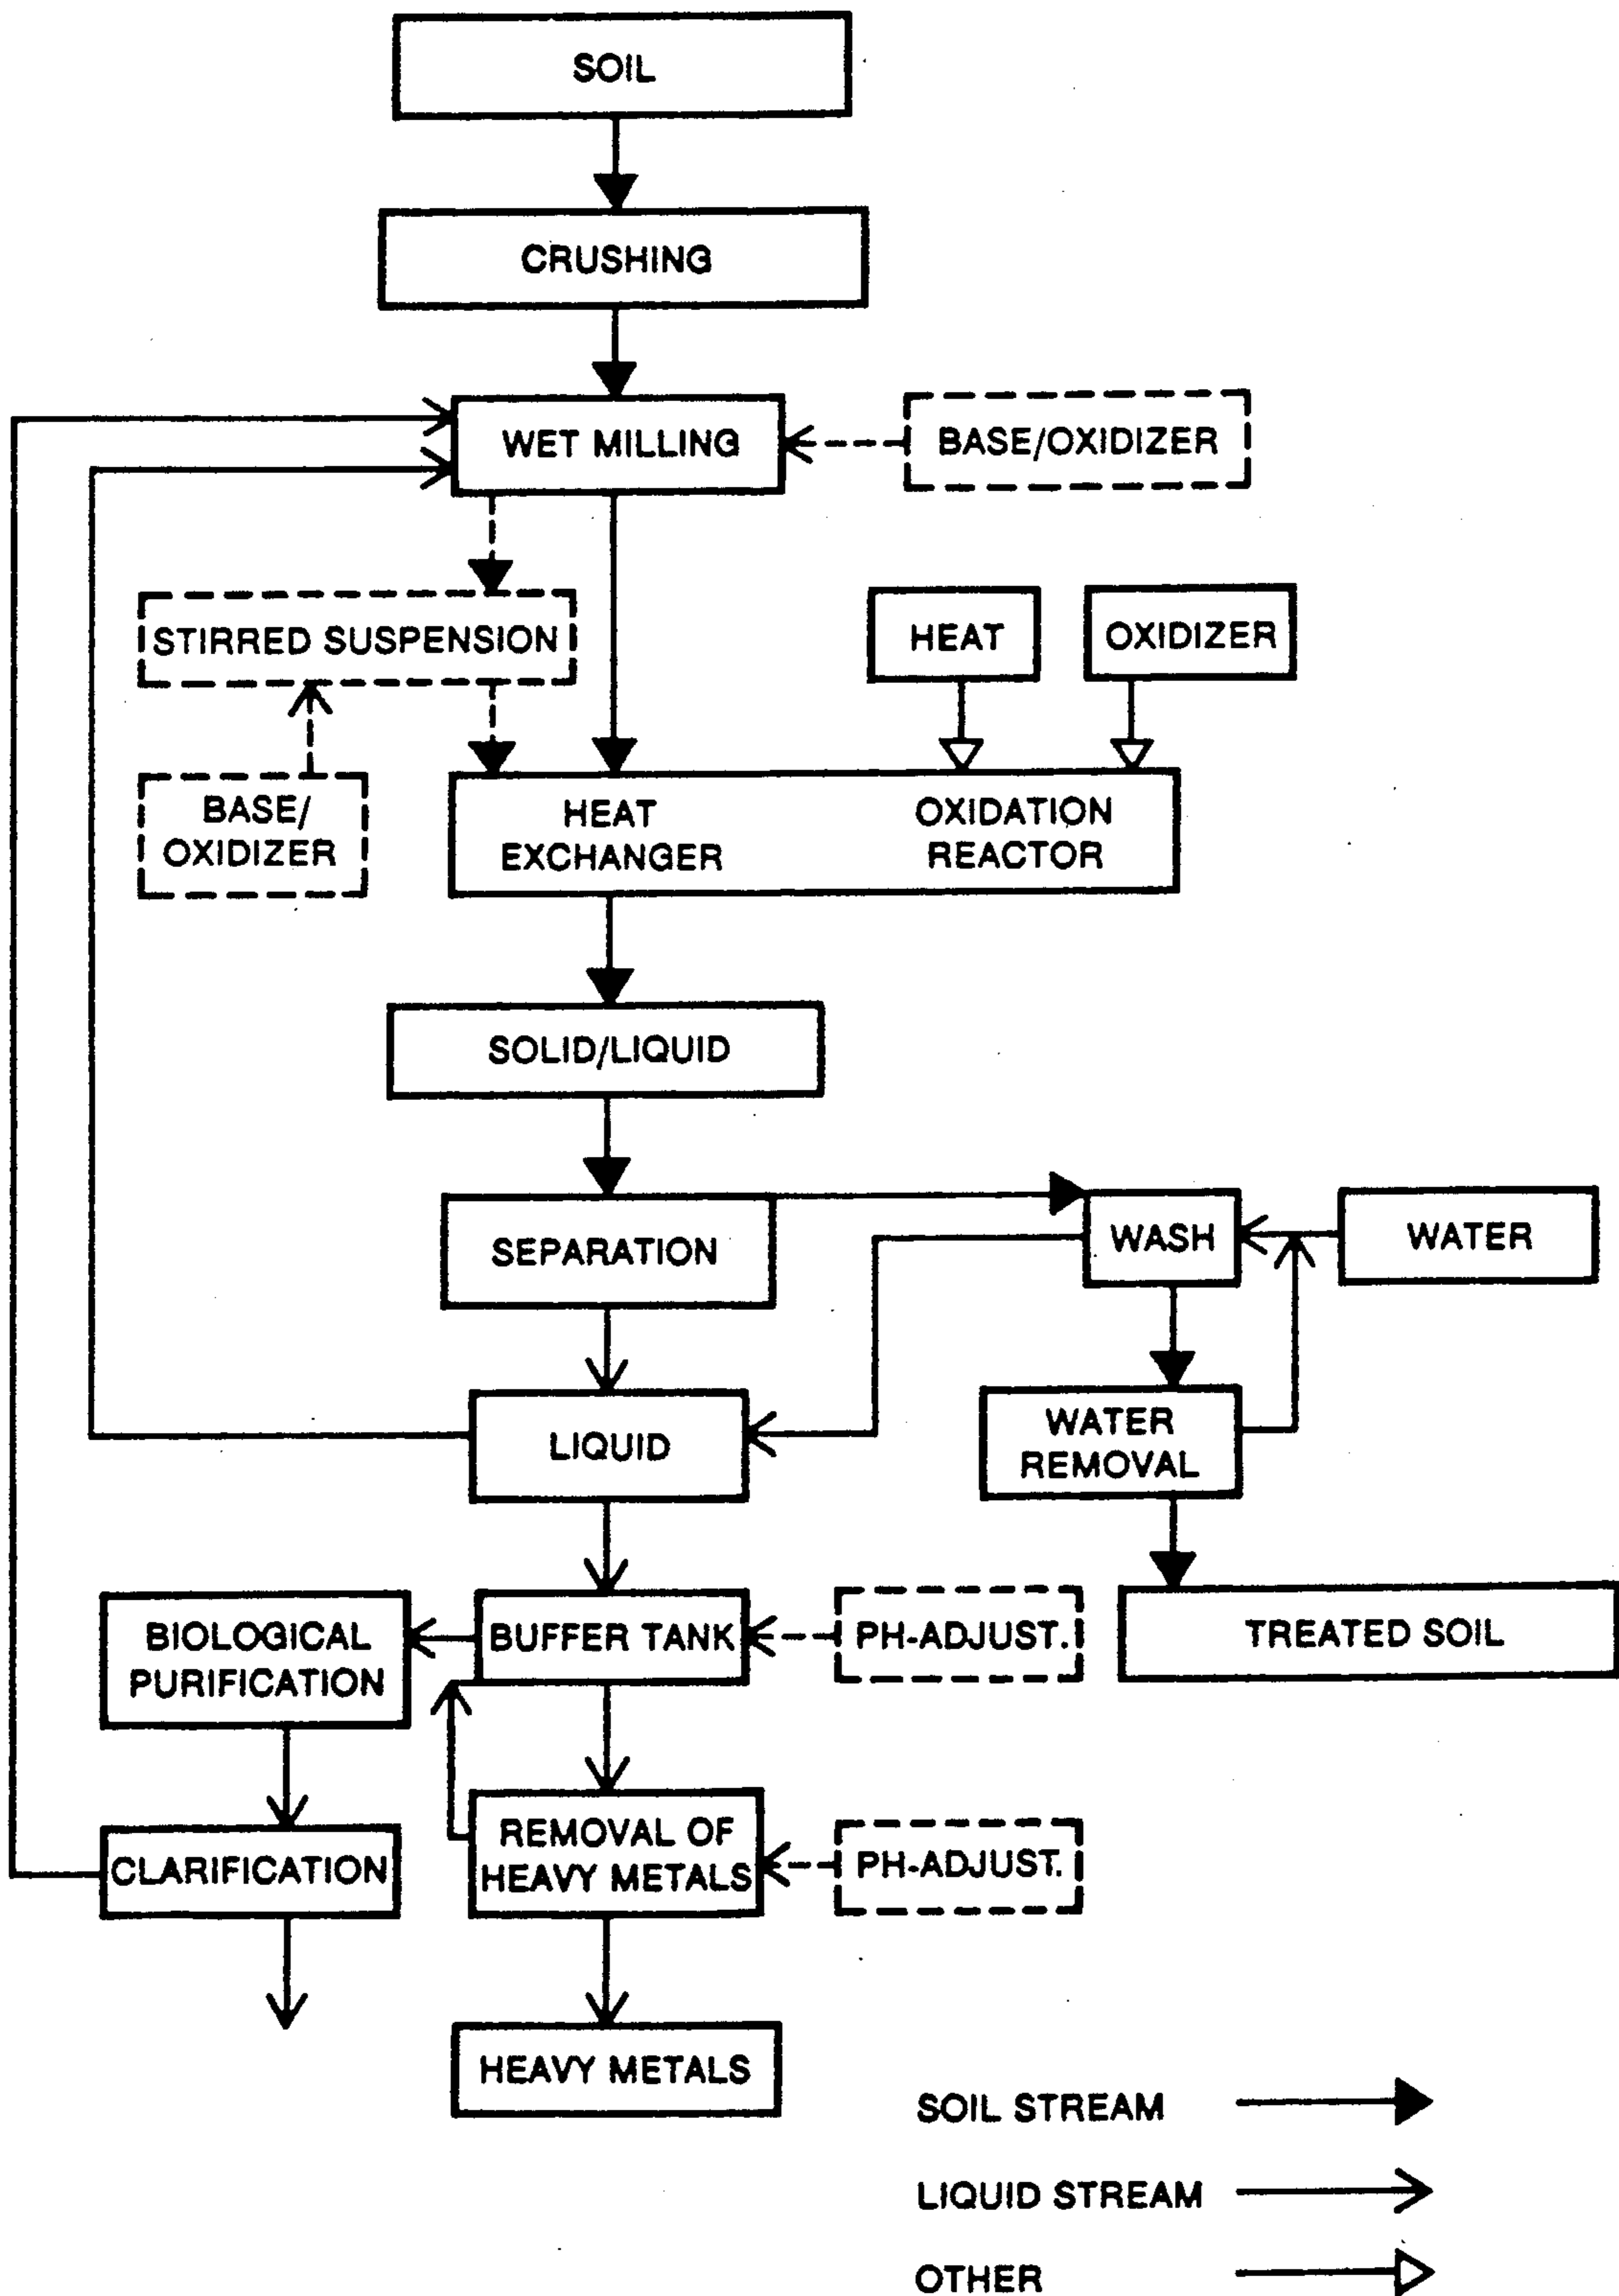 SOIL
CRUSHING
WET MILLING
BASE/OXIDIZER
STIRRED SUSPENSION
HEAT
OXIDIZER
BASE/
OXIDIZER
HEAT
EXCHANGER
OXIDATION
REACTOR
SOLID/LIQUID
SEPARATION
WASH
WATER
LIQUID
WATER
REMOVAL
BIOLOGICAL
PURIFICATION
BUFFER TANK
PH-ADJUST.
TREATED SOIL
CLARIFICATION
REMOVAL OF
HEAVY METALS
PH-ADJUST.
HEAVY METALS
SOIL STREAM
LIQUID STREAM
OTHER